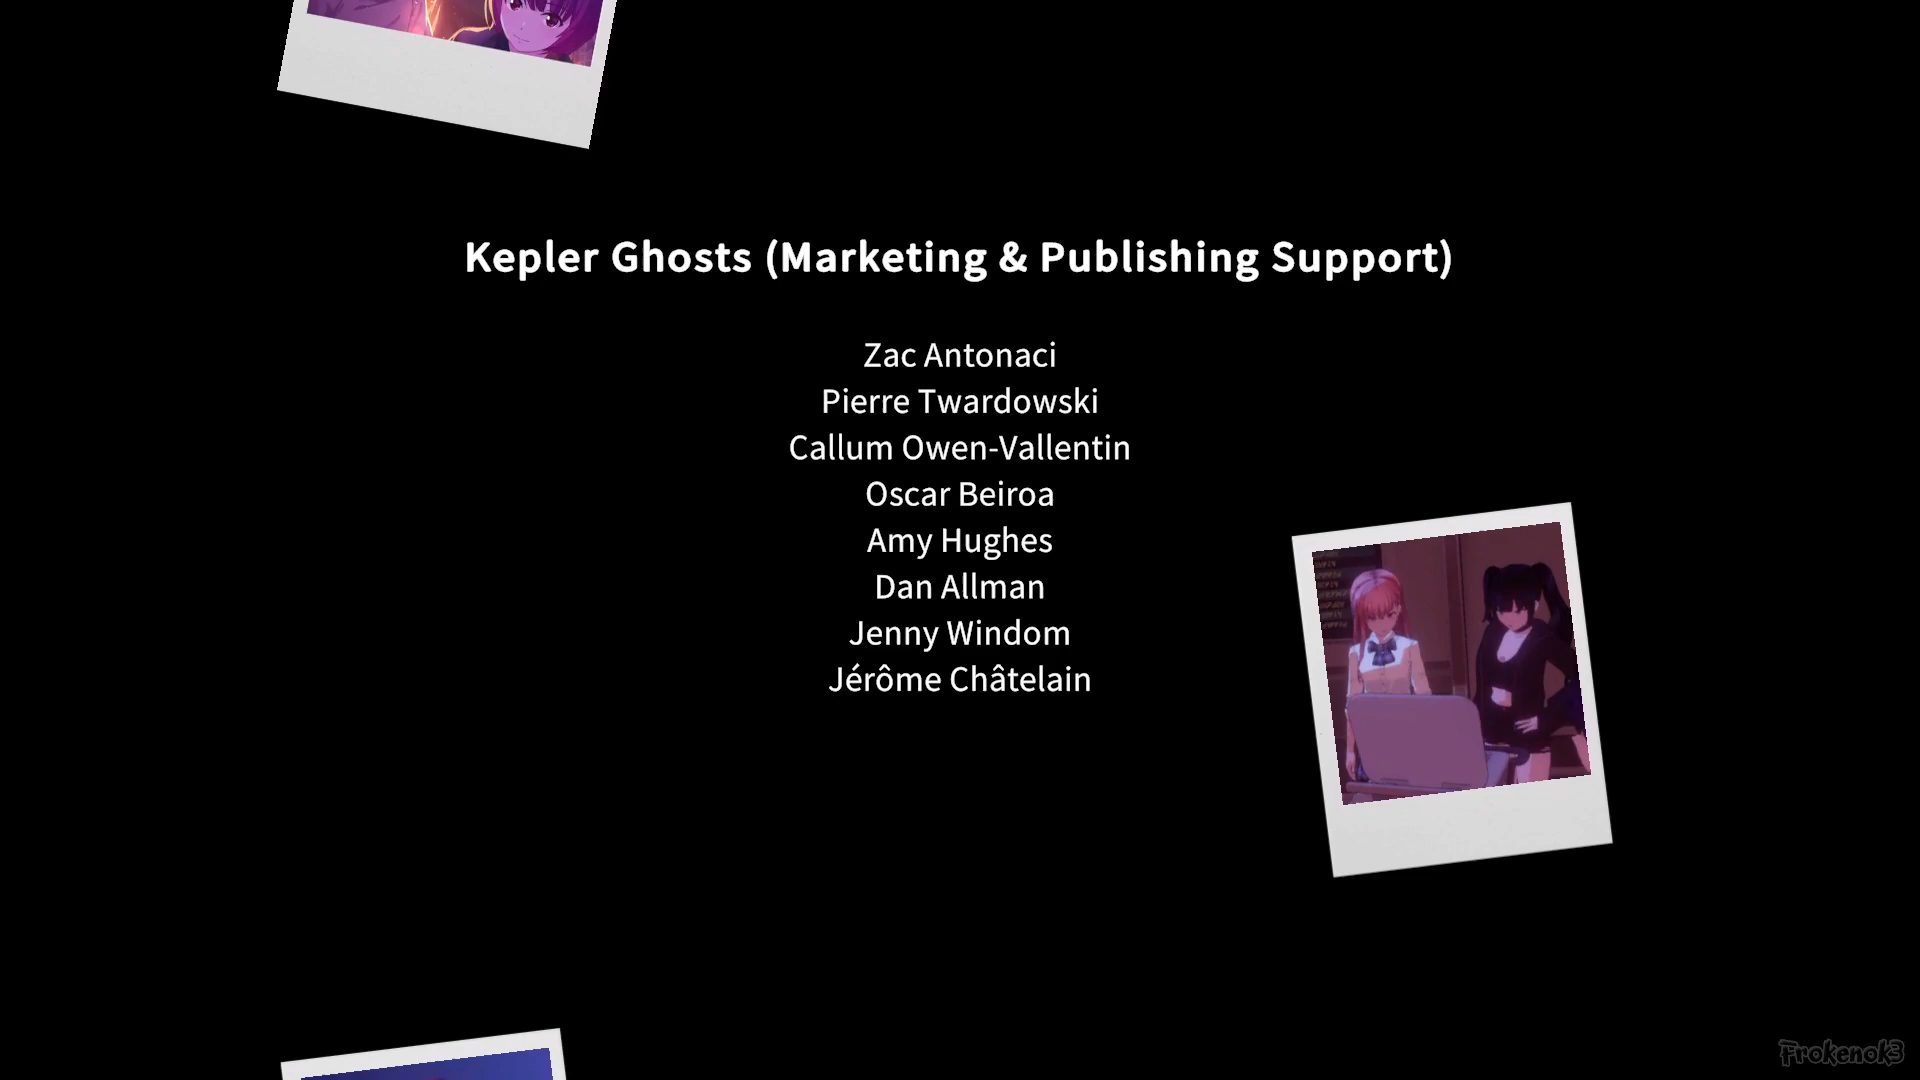 Kepler Ghosts (Marketing & Publishing Support)
Zac Antonaci
Pierre Twardowski
Callum Owen-Vallentin
Oscar Beiroa
Amy Hughes
Dan Allman
Jenny Windom
Jérôme Châtelain
Frokenok3